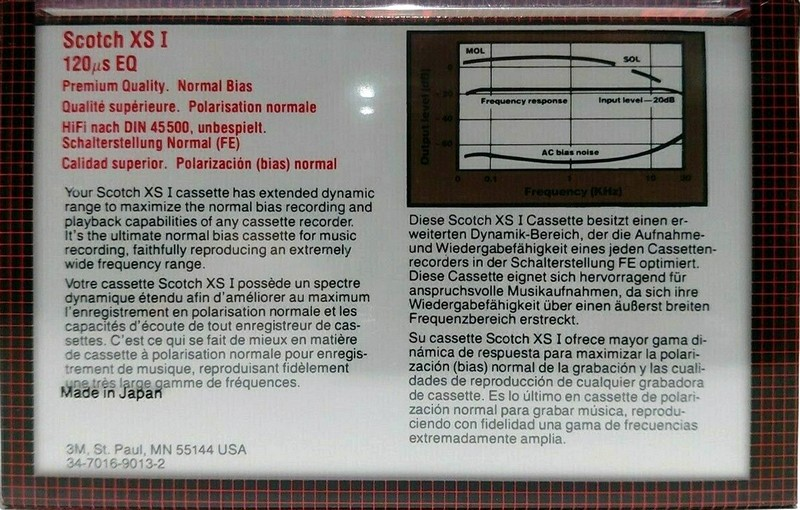 Scotch XS I
120µs EQ
Premium Quality. Normal Bias
Qualité supérieure. Polarisation normale
HiFi nach DIN 45500, unbespielt.
Schalterstellung Normal (FE)
Calidad superior. Polarización (bias) normal
Your Scotch XS I cassette has extended dynamic
range to maximize the normal bias recording and
playback capabilities of any cassette recorder.
It's the ultimate normal bias cassette for music
recording, faithfully reproducing an extremely
wide frequency range.
Votre cassette Scotch XS I possède un spectre
dynamique étendu afin d'améliorer au maximum
l'enregistrement en polarisation normale et les
capacités d'écoute de tout enregistreur de cas-
settes. C'est ce qui se fait de mieux en matière
de cassette à polarisation normale pour enregis-
trement de musique, reproduisant fidèlement
une très large gamme de fréquences.
Made in Japan
3M, St. Paul, MN 55144 USA
34-7016-9013-2
MOL
SOL
Frequency response
Input level—20dB
AC bias noise
Output level (dB)
0
-20
-40
-60
0 0.1 1 10 20
Frequency (KHz)
Diese Scotch XS I Cassette besitzt einen er-
weiterten Dynamik-Bereich, der die Aufnahme-
und Wiedergabefähigkeit eines jeden Cassetten-
recorders in der Schalterstellung FE optimiert.
Diese Cassette eignet sich hervorragend für
anspruchsvolle Musikaufnahmen, da sich ihre
Wiedergabefähigkeit über einen äußerst breiten
Frequenzbereich erstreckt.
Su cassette Scotch XS I ofrece mayor gama di-
námica de respuesta para maximizar la polari-
zación (bias) normal de la grabación y las cuali-
dades de reproducción de cualquier grabadora
de cassette. Es lo último en cassette de polari-
zación normal para grabar música, reprodu-
ciendo con fidelidad una gama de frecuencias
extremadamente amplia.